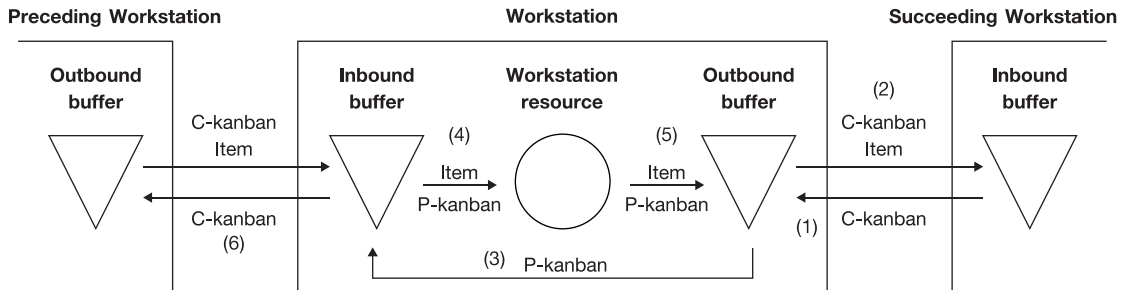 Preceding Workstation
Workstation
Succeeding Workstation
Outbound
buffer
Inbound
buffer
Workstation
resource
Outbound
buffer
(2)
Inbound
buffer
C-kanban
Item
(4)
(5)
C-kanban
Item
Item
P-kanban
Item
P-kanban
C-kanban
(6)
(1)
C-kanban
(3)
P-kanban